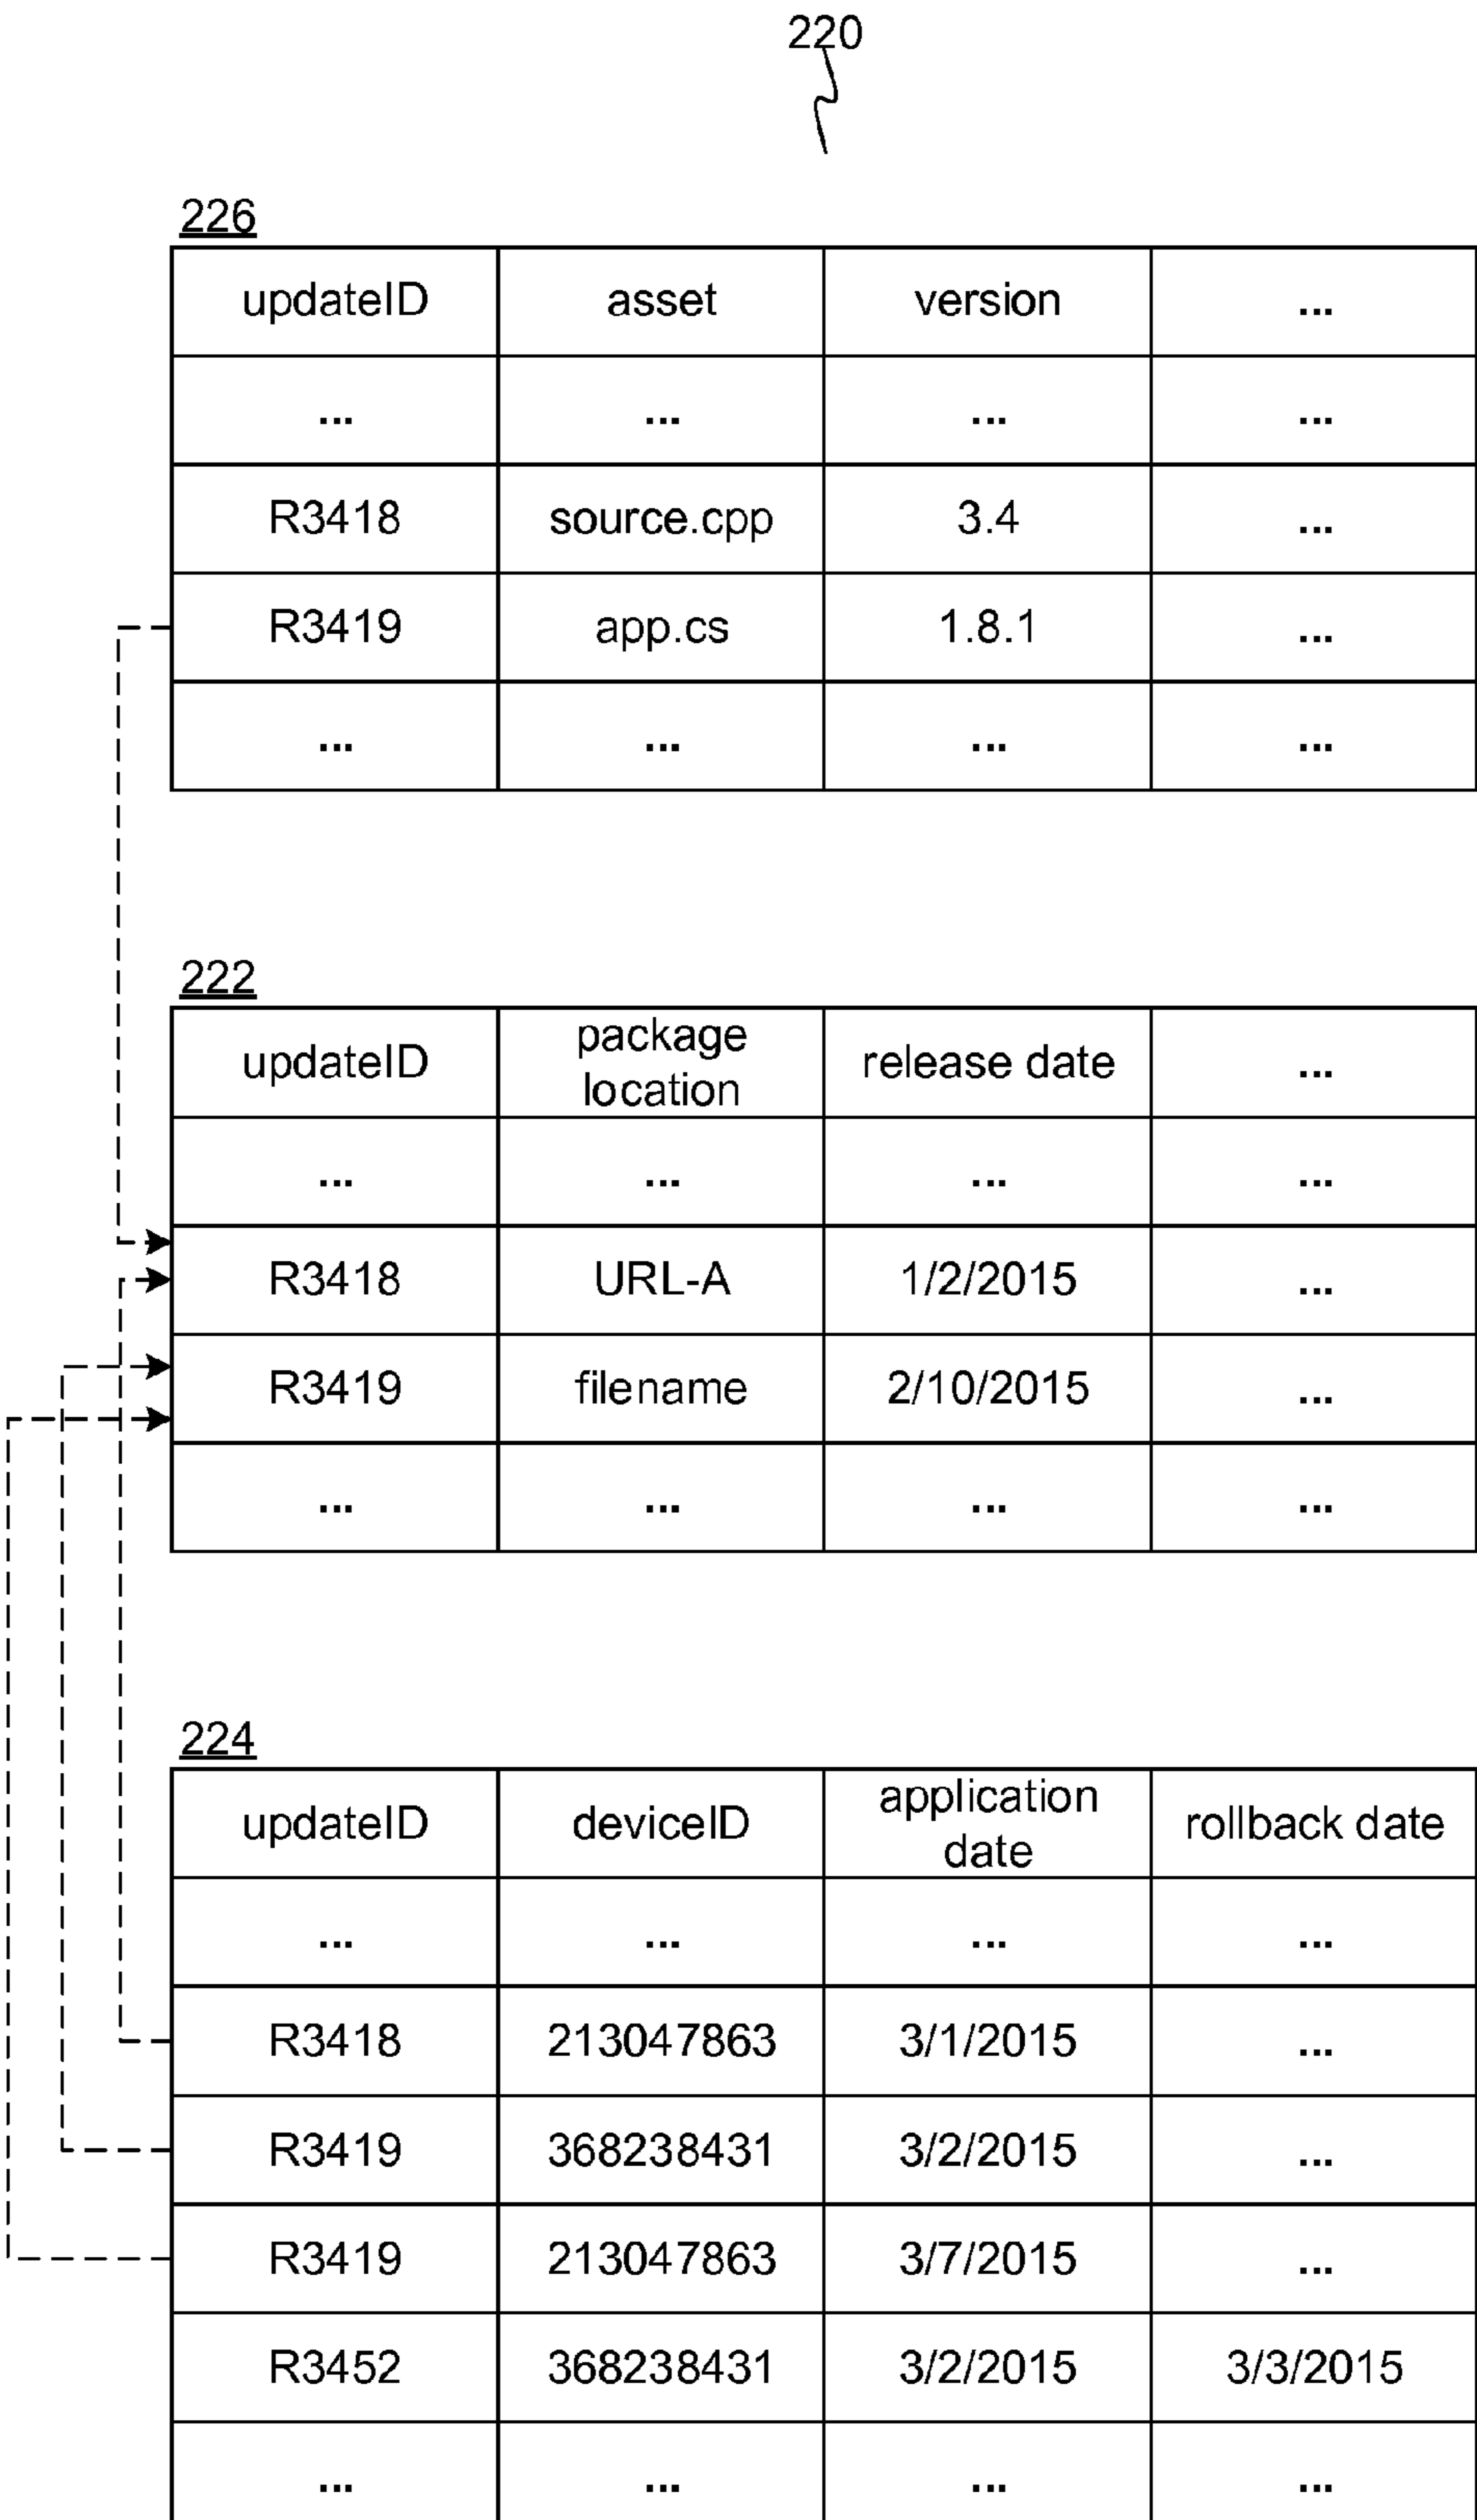 220
226
updateID asset version ...
... ... ... ...
R3418 source.cpp 3.4 ...
R3419 app.cs 1.8.1 ...
... ... ... ...
222
updateID package location release date ...
... ... ... ...
R3418 URL-A 1/2/2015 ...
R3419 filename 2/10/2015 ...
... ... ... ...
224
updateID deviceID application date rollback date
... ... ... ...
R3418 213047863 3/1/2015 ...
R3419 368238431 3/2/2015 ...
R3419 213047863 3/7/2015 ...
R3452 368238431 3/2/2015 3/3/2015
... ... ... ...